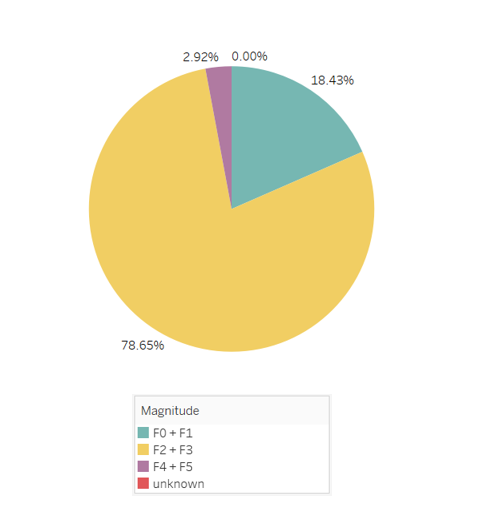 2.92% 0.00%
18.43%
78.65%
Magnitude
F0 + F1
F2 + F3
F4 + F5
unknown